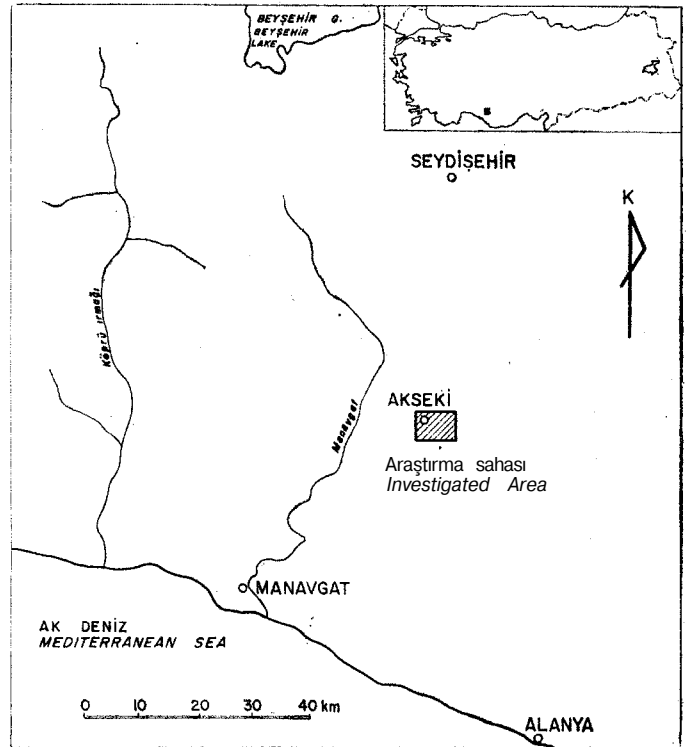 BEYŞEHİR G.
BEYŞEHİR
LAKE
SEYDİŞEHİR
K
Köprü ırmağı
Manavgat
AKSEKİ
Araştırma sahası
Investigated Area
MANAVGAT
AK DENİZ
MEDITERRANEAN SEA
0 10 20 30 40 km
ALANYA